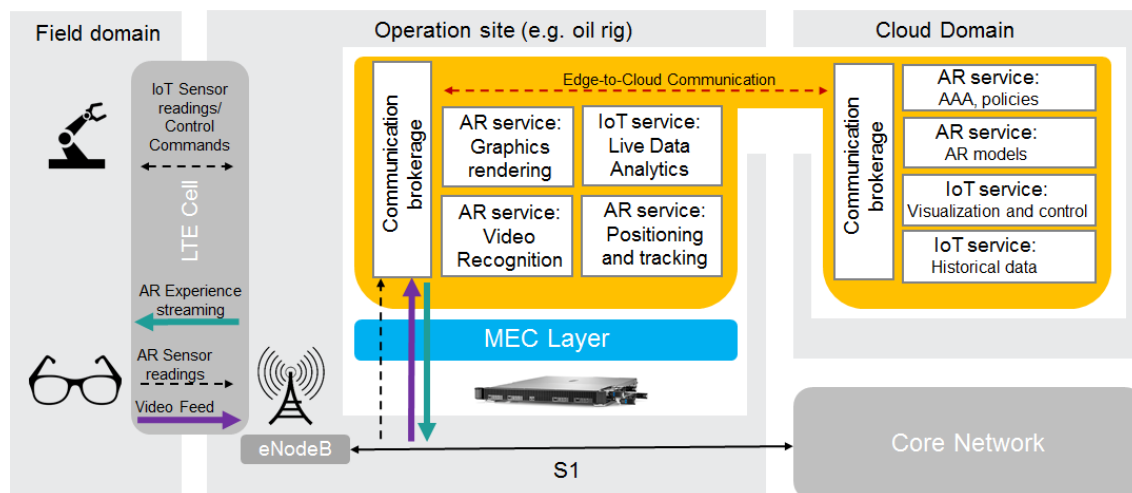 Field domain
Operation site (e.g. oil rig)
Cloud Domain
IoT Sensor
readings/
Control
Commands
LTE Cell
AR Experience
streaming
AR Sensor
readings
Video Feed
eNodeB
Communication
brokerage
Edge-to-Cloud Communication
AR service:
Graphics
rendering
IoT service:
Live Data
Analytics
AR service:
Video
Recognition
AR service:
Positioning
and tracking
MEC Layer
Communication
brokerage
AR service:
AAA, policies
AR service:
AR models
IoT service:
Visualization and control
IoT service:
Historical data
S1
Core Network